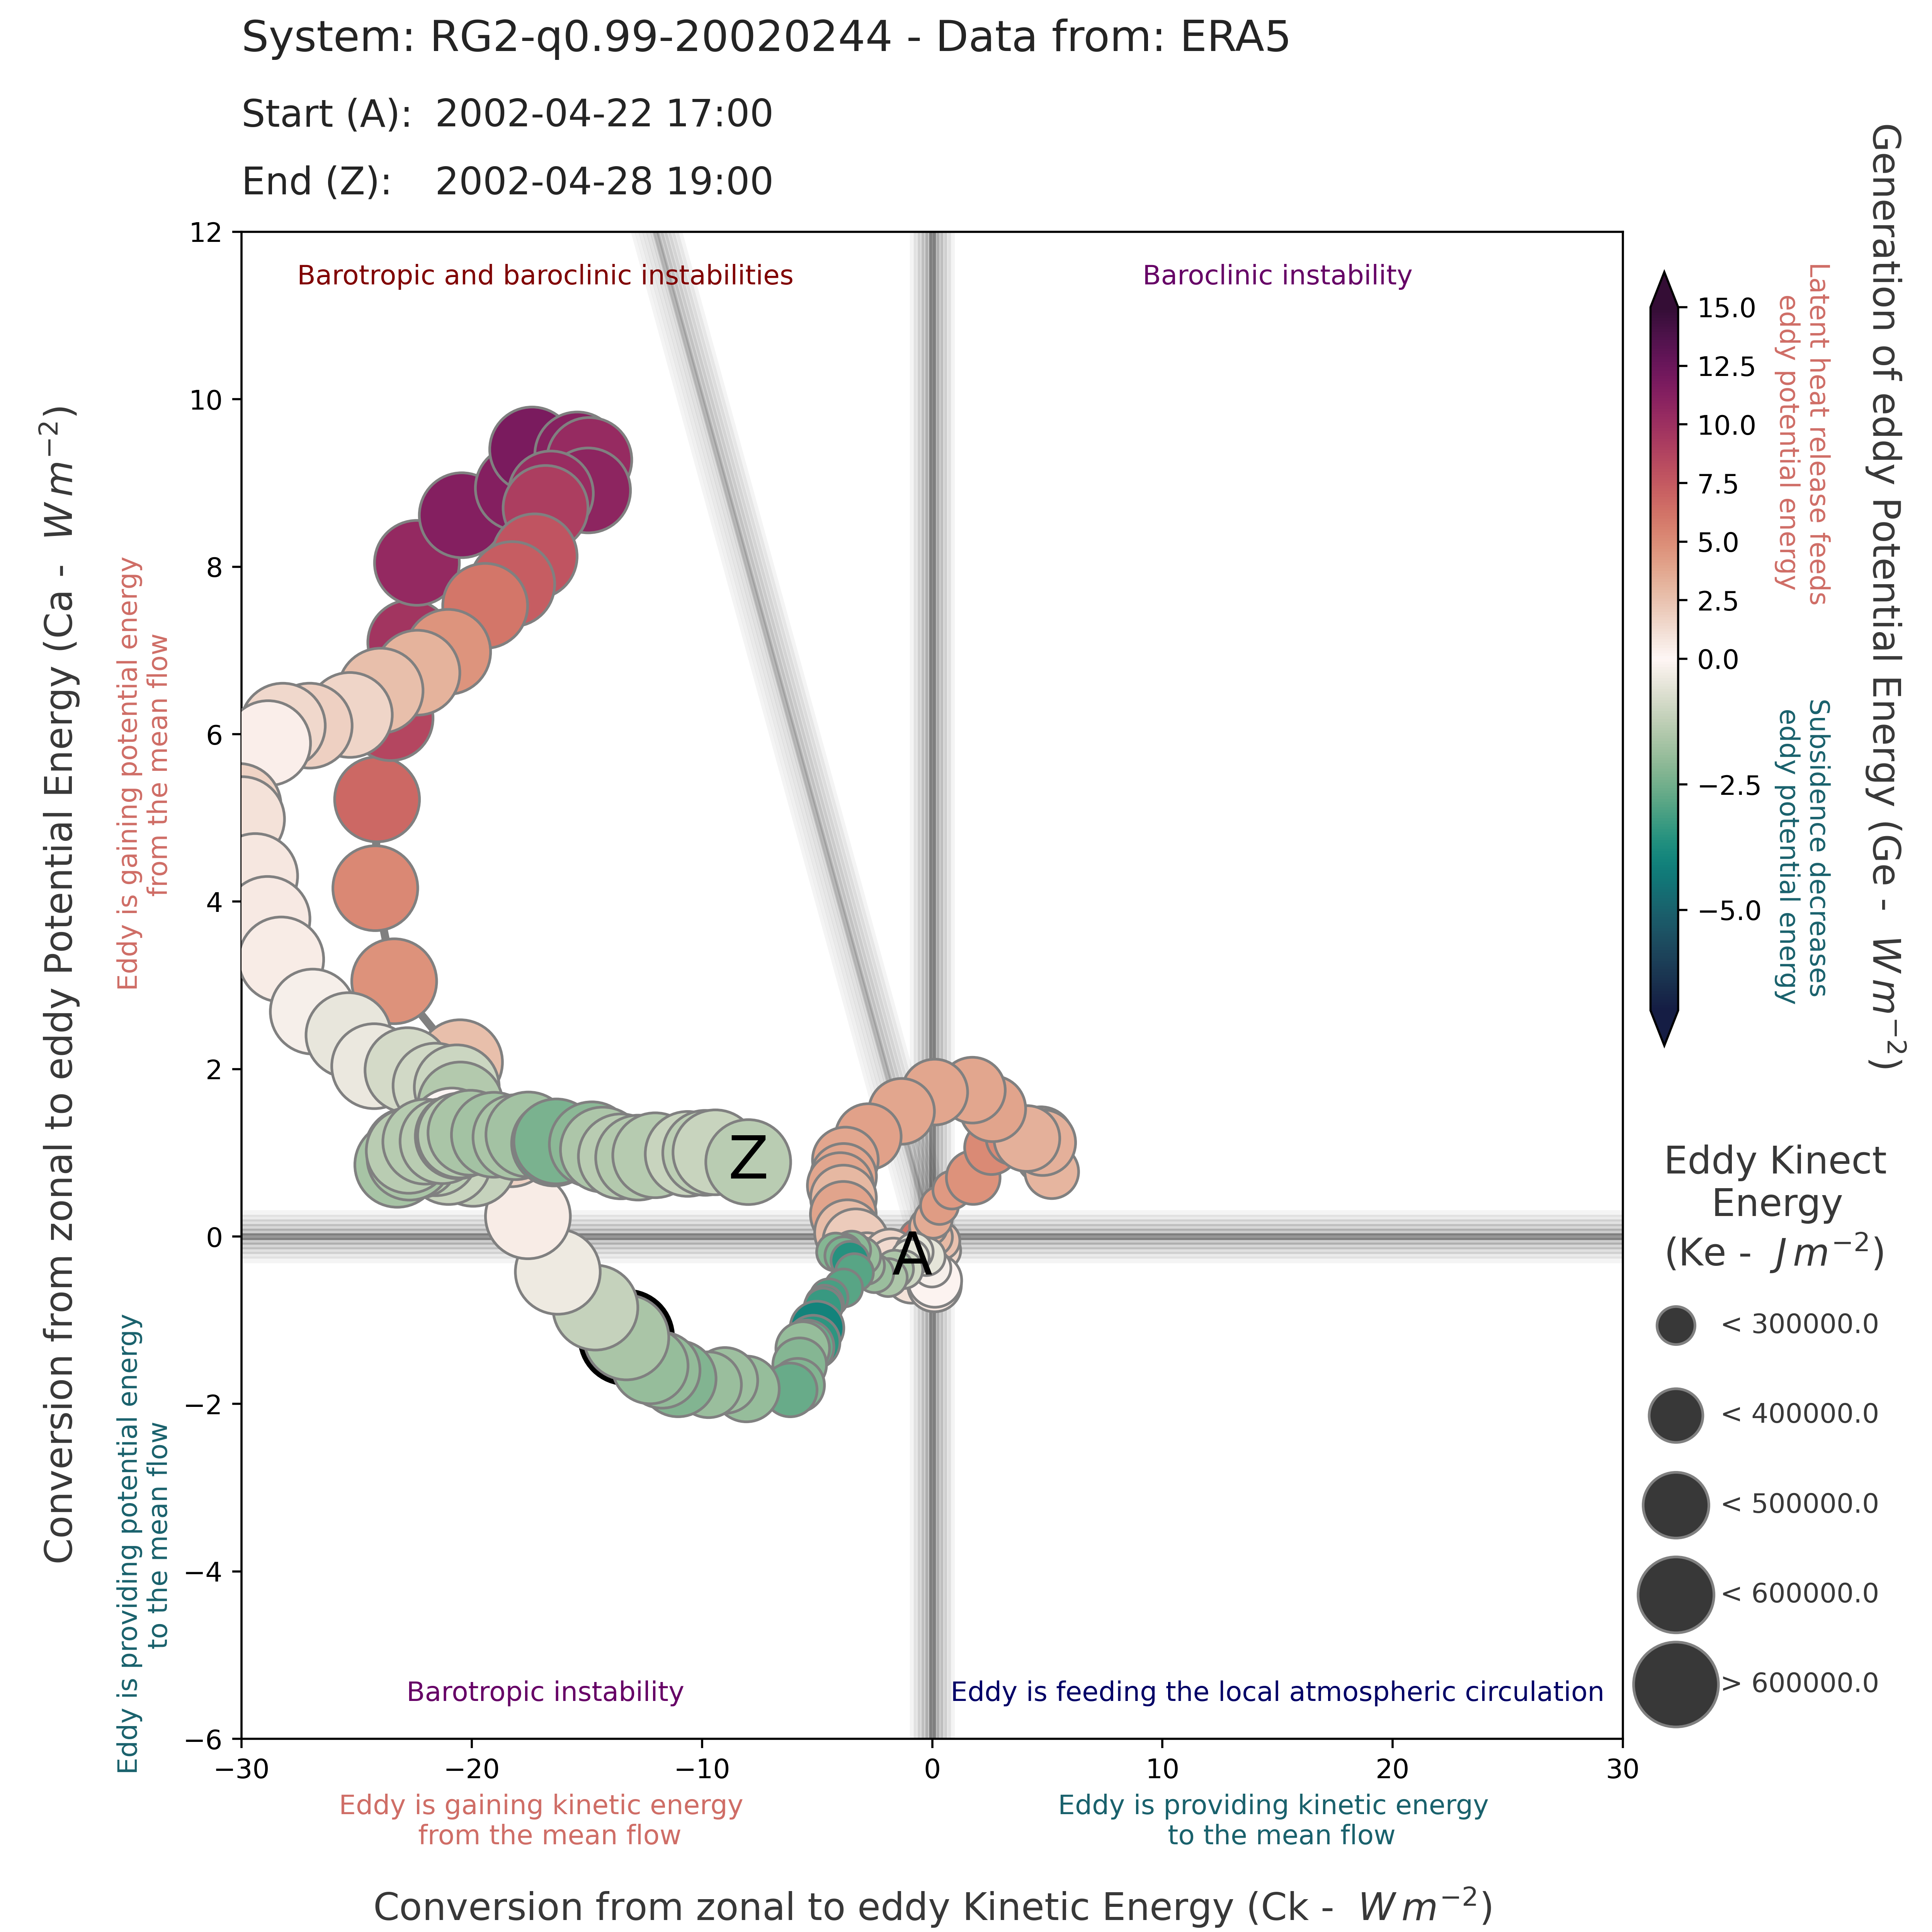 System: RG2-q0.99-20020244 - Data from: ERA5
Start (A): 2002-04-22 17:00
End (Z): 2002-04-28 19:00
Barotropic and baroclinic instabilities
Baroclinic instability
Barotropic instability
Eddy is feeding the local atmospheric circulation
A
Z
12
10
8
6
4
2
0
−2
−4
−6
−30
−20
−10
0
10
20
30
Eddy is gaining kinetic energy
from the mean flow
Eddy is providing kinetic energy
to the mean flow
Conversion from zonal to eddy Kinetic Energy (Ck - W m⁻²)
Conversion from zonal to eddy Potential Energy (Ca - W m⁻²)
Eddy is gaining potential energy
from the mean flow
Eddy is providing potential energy
to the mean flow
15.0
12.5
10.0
7.5
5.0
2.5
0.0
−2.5
−5.0
Latent heat release feeds
eddy potential energy
Subsidence decreases
eddy potential energy
Generation of eddy Potential Energy (Ge - W m⁻²)
Eddy Kinect
Energy
(Ke - J m⁻²)
< 300000.0
< 400000.0
< 500000.0
< 600000.0
> 600000.0